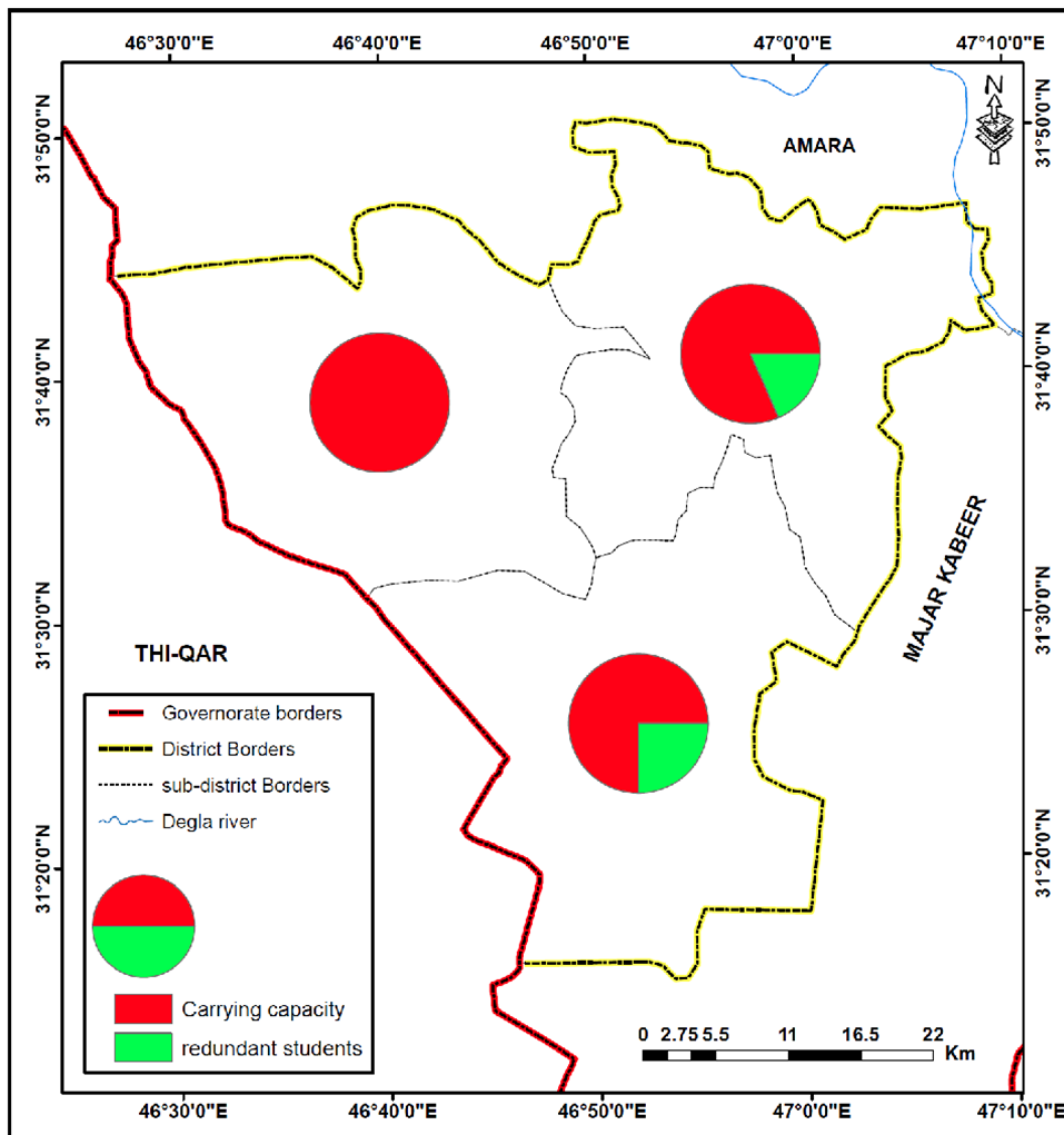 46°30'0"E 46°40'0"E 46°50'0"E 47°0'0"E 47°10'0"E
N
31°50'0"N 31°50'0"N
AMARA
31°40'0"N 31°40'0"N
MAJAR KABEER
31°30'0"N 31°30'0"N
THI-QAR
Governorate borders
District Borders
sub-district Borders
Degla river
31°20'0"N 31°20'0"N
Carrying capacity
redundant students
0 2.75 5.5 11 16.5 22
Km
46°30'0"E 46°40'0"E 46°50'0"E 47°0'0"E 47°10'0"E